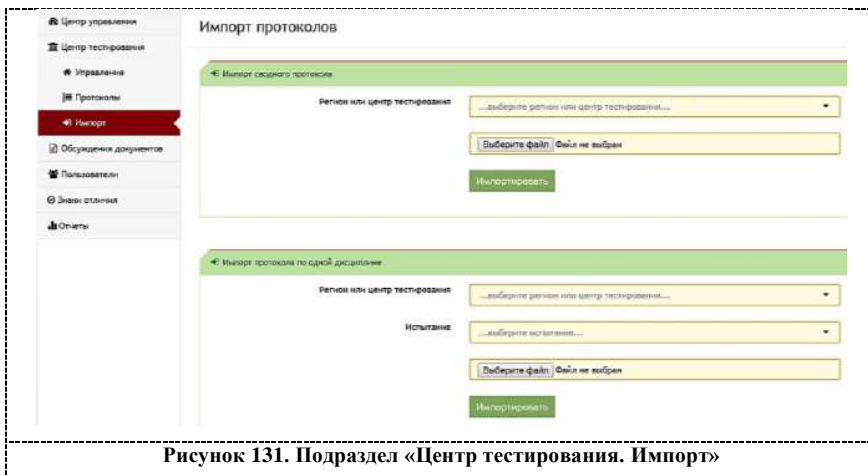 Центр управления
Центр тестирования
Управление
Протоколы
Импорт
Обсуждения документов
Пользователи
Знаки отличия
Отчеты
Импорт протоколов
Импорт сводного протокола
Регион или центр тестирования
....выберите регион или центр тестирования....
Выберите файл Файл не выбран
Импортировать
Импорт протокола по одной дисциплине
Регион или центр тестирования
....выберите регион или центр тестирования....
Испытание
....выберите испытание....
Выберите файл Файл не выбран
Импортировать
Рисунок 131. Подраздел «Центр тестирования. Импорт»